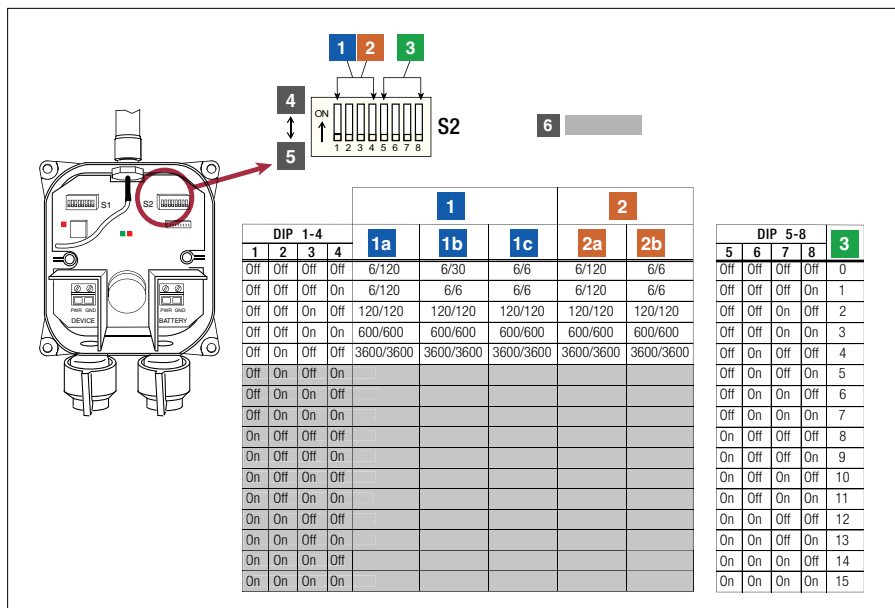 1 2 3
4
ON
1 2 3 4 5 6 7 8
S2
5
6
S1 S2
PWR GND
DEVICE
PWR GND
BATTERY
1 2
DIP 1-4 1a 1b 1c 2a 2b
1 2 3 4
Off Off Off Off 6/120 6/30 6/6 6/120 6/6
Off Off Off On 6/120 6/6 6/6 6/120 6/6
Off Off On Off 120/120 120/120 120/120 120/120 120/120
Off Off On On 600/600 600/600 600/600 600/600 600/600
Off On Off Off 3600/3600 3600/3600 3600/3600 3600/3600 3600/3600
Off On Off On
Off On On Off
Off On On On
On Off Off Off
On Off Off On
On Off On Off
On Off On On
On On Off Off
On On Off On
On On On Off
On On On On
DIP 5-8 3
5 6 7 8
Off Off Off Off 0
Off Off Off On 1
Off Off On Off 2
Off Off On On 3
Off On Off Off 4
Off On Off On 5
Off On On Off 6
Off On On On 7
On Off Off Off 8
On Off Off On 9
On Off On Off 10
On Off On On 11
On On Off Off 12
On On Off On 13
On On On Off 14
On On On On 15